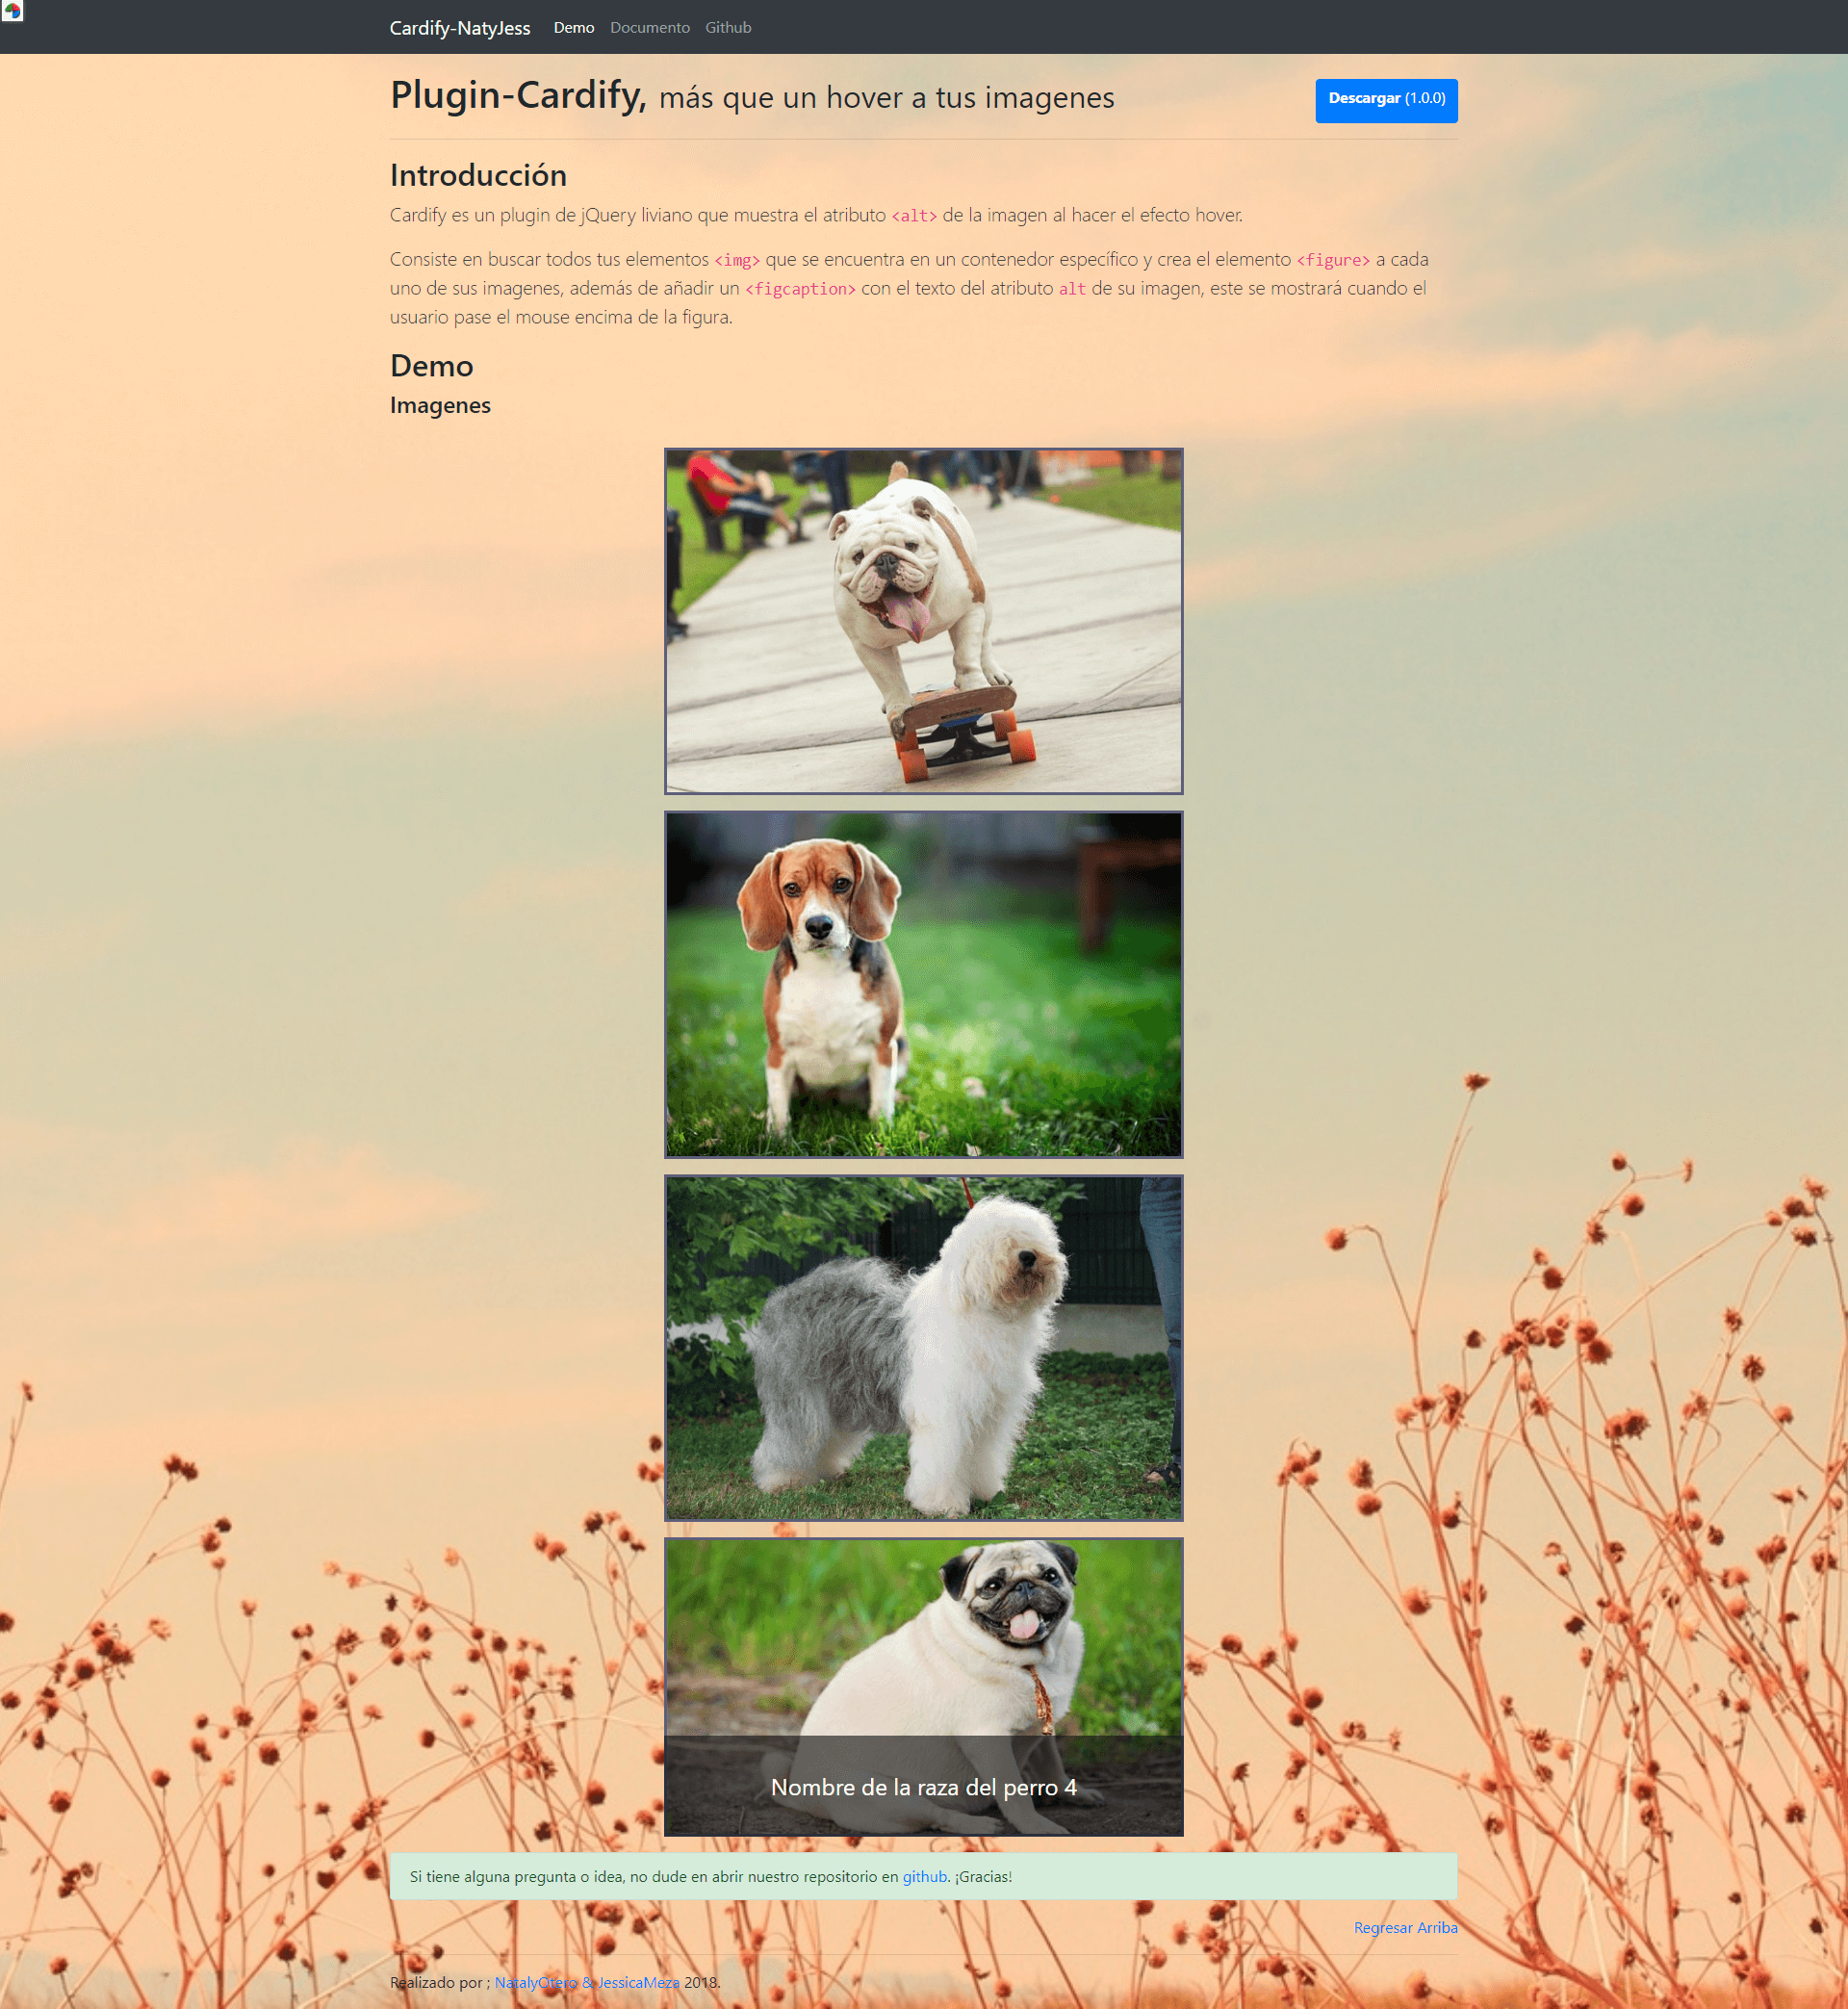 Cardify-NatyJess Demo Documento Github
Plugin-Cardify, más que un hover a tus imagenes
Descargar (1.0.0)
Introducción
Cardify es un plugin de jQuery liviano que muestra el atributo <alt> de la imagen al hacer el efecto hover.
Consiste en buscar todos tus elementos <img> que se encuentra en un contenedor específico y crea el elemento <figure> a cada
uno de sus imagenes, además de añadir un <figcaption> con el texto del atributo alt de su imagen, este se mostrará cuando el
usuario pase el mouse encima de la figura.
Demo
Imagenes
Nombre de la raza del perro 4
Si tiene alguna pregunta o idea, no dude en abrir nuestro repositorio en github. ¡Gracias!
Regresar Arriba
Realizado por ; NatalyOtero & JessicaMeza 2018.